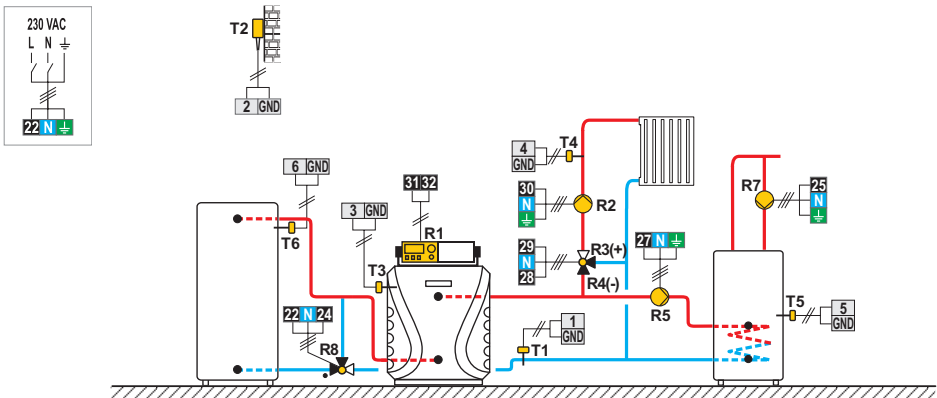 230 VAC
L N
22 N
T2
2 GND
6 GND
T6
3 GND
T3
31 32
R1
4
GND
T4
30
N
R2
29
N
28
R3(+)
R4(-)
27 N
R5
R7
25
N
T5
5
GND
22 N 24
R8
T1
1
GND